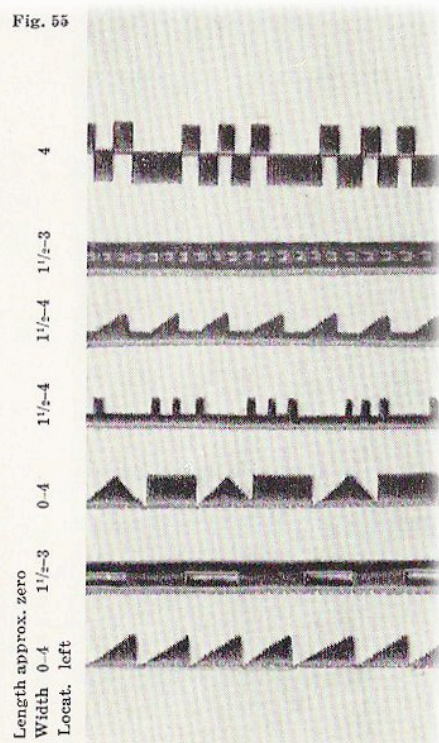 Fig. 55
4
1¹/₂–3
1¹/₂–4
1¹/₂–4
0–4
1¹/₂–3
Length approx. zero
Width 0–4
Locat. left